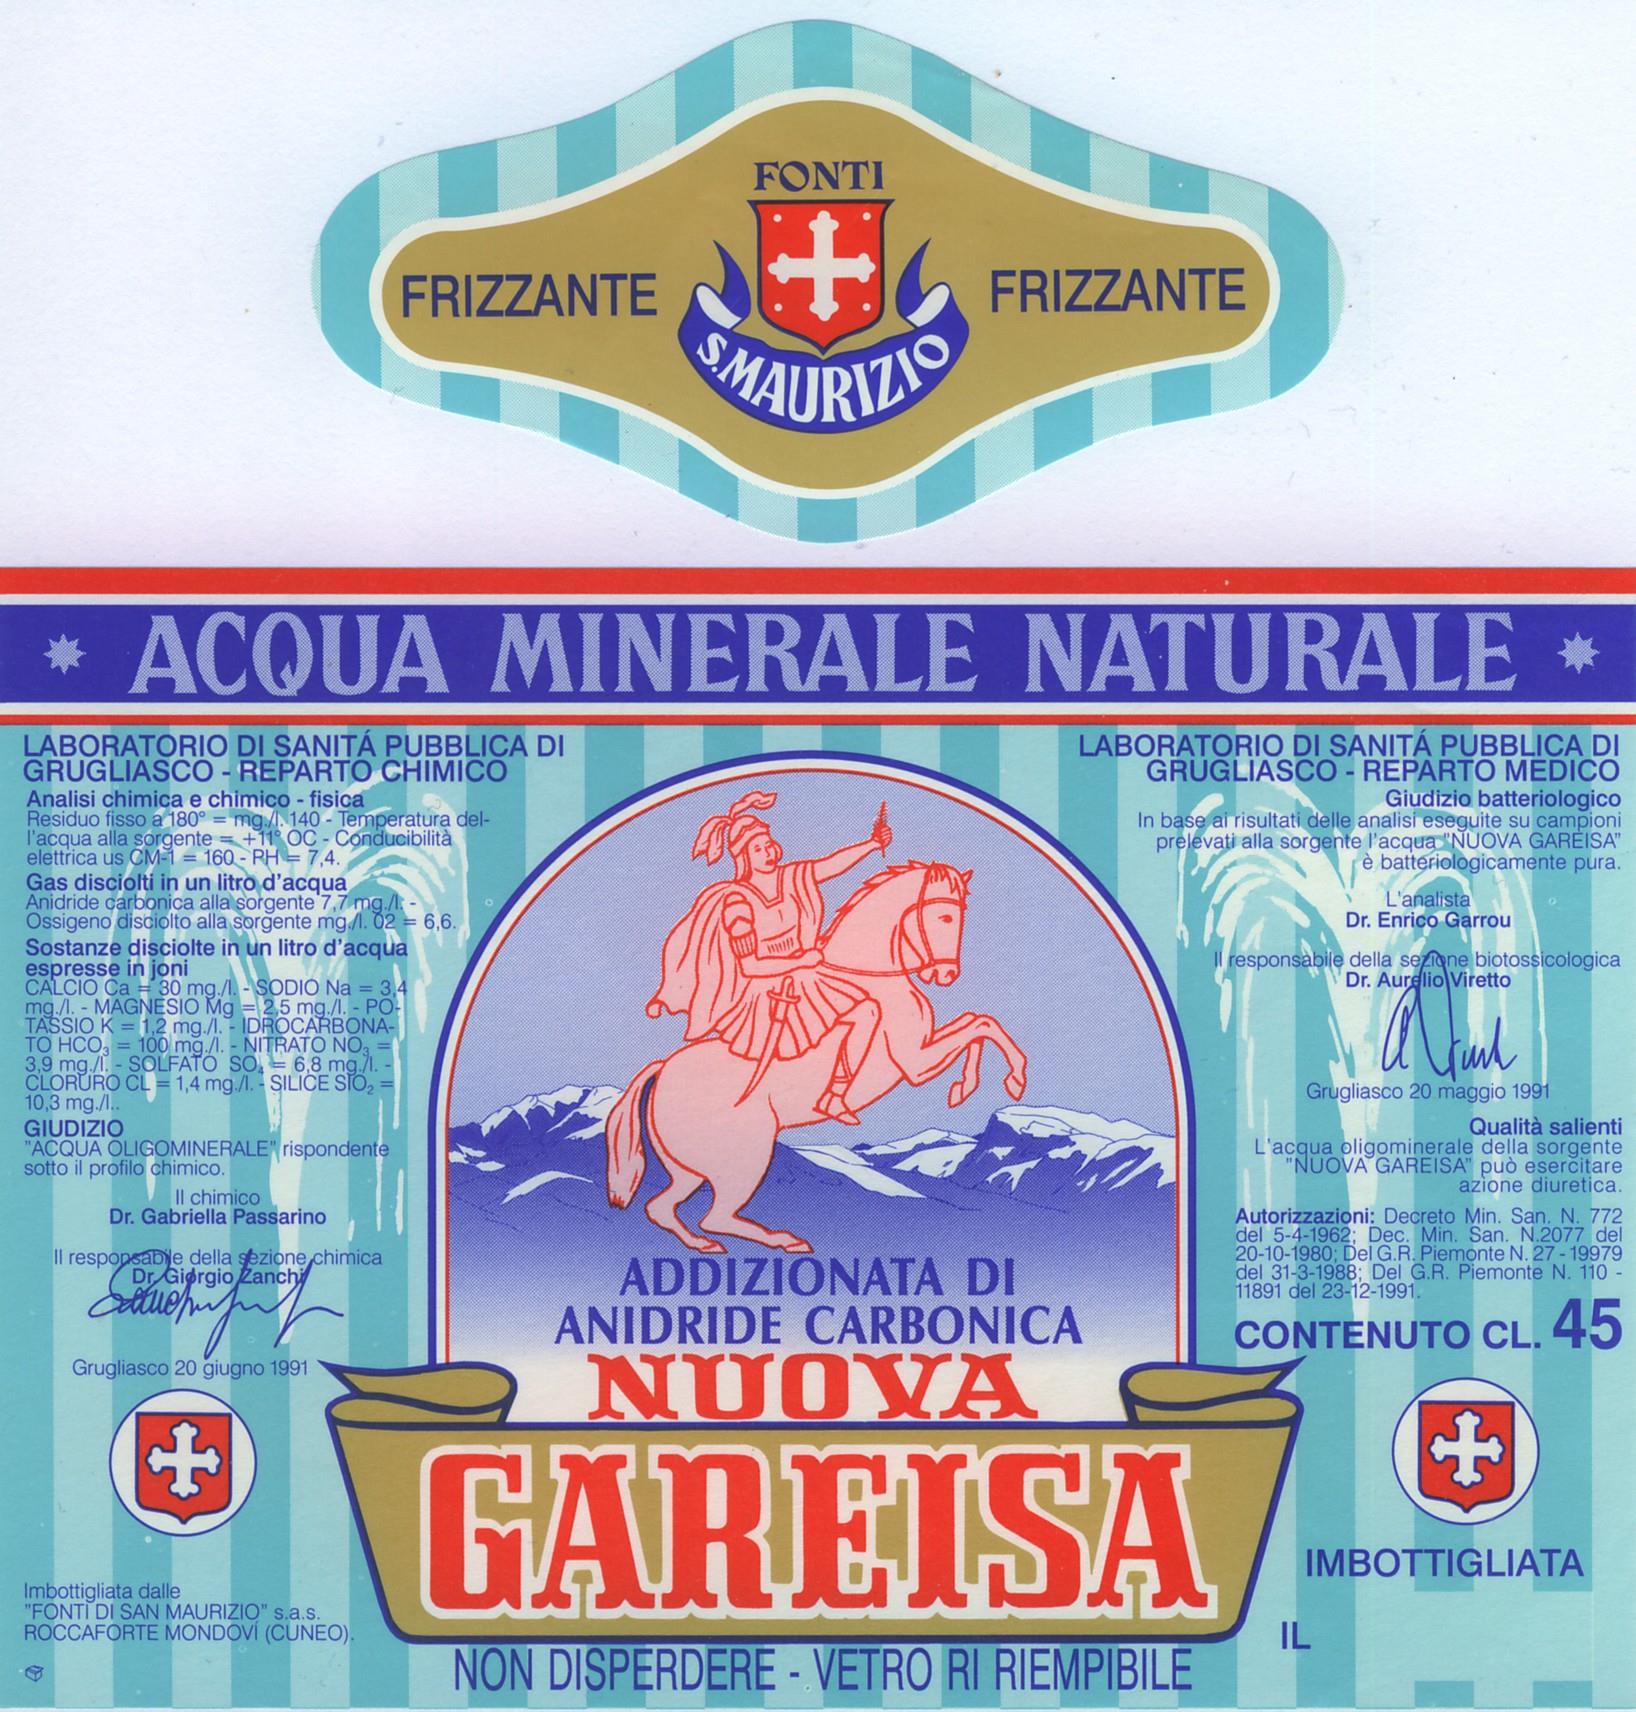 FONTI
FRIZZANTE
S.MAURIZIO
FRIZZANTE
ACQUA MINERALE NATURALE
LABORATORIO DI SANITÁ PUBBLICA DI
GRUGLIASCO - REPARTO CHIMICO
Analisi chimica e chimico - fisica
Residuo fisso a 180° = mg./l. 140 - Temperatura del-
l'acqua alla sorgente = +11° OC - Conducibilità
elettrica us CM-1 = 160 - PH = 7,4.
Gas disciolti in un litro d'acqua
Anidride carbonica alla sorgente 7,7 mg./l. -
Ossigeno disciolto alla sorgente mg./l. 02 = 6,6.
Sostanze disciolte in un litro d'acqua
espresse in joni
CALCIO Ca = 30 mg./l. - SODIO Na = 3,4
mg./l. - MAGNESIO Mg = 2,5 mg./l. - PO-
TASSIO K = 1,2 mg./l. - IDROCARBONA-
TO HCO₃ = 100 mg./l. - NITRATO NO₃ =
3,9 mg./l. - SOLFATO SO₄ = 6,8 mg./l. -
CLORURO CL = 1,4 mg./l. - SILICE SIO₂ =
10,3 mg./l..
GIUDIZIO
"ACQUA OLIGOMINERALE" rispondente
sotto il profilo chimico.
Il chimico
Dr. Gabriella Passarino
Il responsabile della sezione chimica
Dr. Giorgio Zanchi
Grugliasco 20 giugno 1991
Imbottigliata dalle
"FONTI DI SAN MAURIZIO" s.a.s.
ROCCAFORTE MONDOVÍ (CUNEO).
ADDIZIONATA DI
ANIDRIDE CARBONICA
NUOVA
GAREISA
NON DISPERDERE - VETRO RI RIEMPIBILE
LABORATORIO DI SANITÁ PUBBLICA DI
GRUGLIASCO - REPARTO MEDICO
Giudizio batteriologico
In base ai risultati delle analisi eseguite su campioni
prelevati alla sorgente l'acqua "NUOVA GAREISA"
è batteriologicamente pura.
L'analista
Dr. Enrico Garrou
Il responsabile della sezione biotossicologica
Dr. Aurelio Viretto
Grugliasco 20 maggio 1991
Qualità salienti
L'acqua oligominerale della sorgente
"NUOVA GAREISA" può esercitare
azione diuretica.
Autorizzazioni: Decreto Min. San. N. 772
del 5-4-1962; Dec. Min. San. N.2077 del
20-10-1980; Del G.R. Piemonte N. 27 - 19979
del 31-3-1988; Del G.R. Piemonte N. 110 -
11891 del 23-12-1991.
CONTENUTO CL. 45
IMBOTTIGLIATA
IL